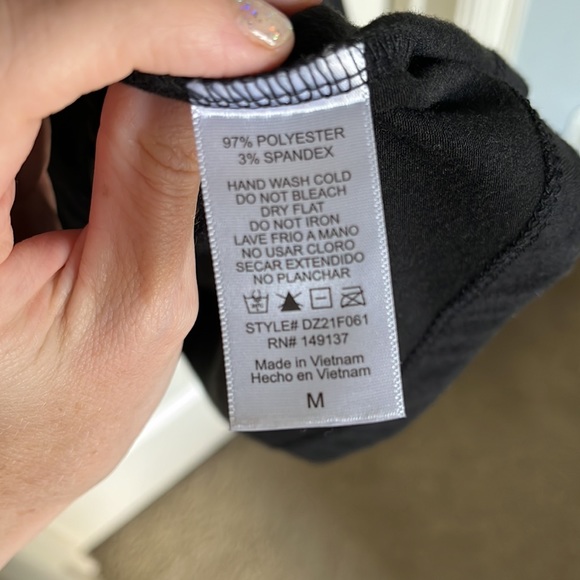 97% POLYESTER
3% SPANDEX
HAND WASH COLD
DO NOT BLEACH
DRY FLAT
DO NOT IRON
LAVE FRIO A MANO
NO USAR CLORO
SECAR EXTENDIDO
NO PLANCHAR
STYLE# DZ21F061
RN# 149137
Made in Vietnam
Hecho en Vietnam
M